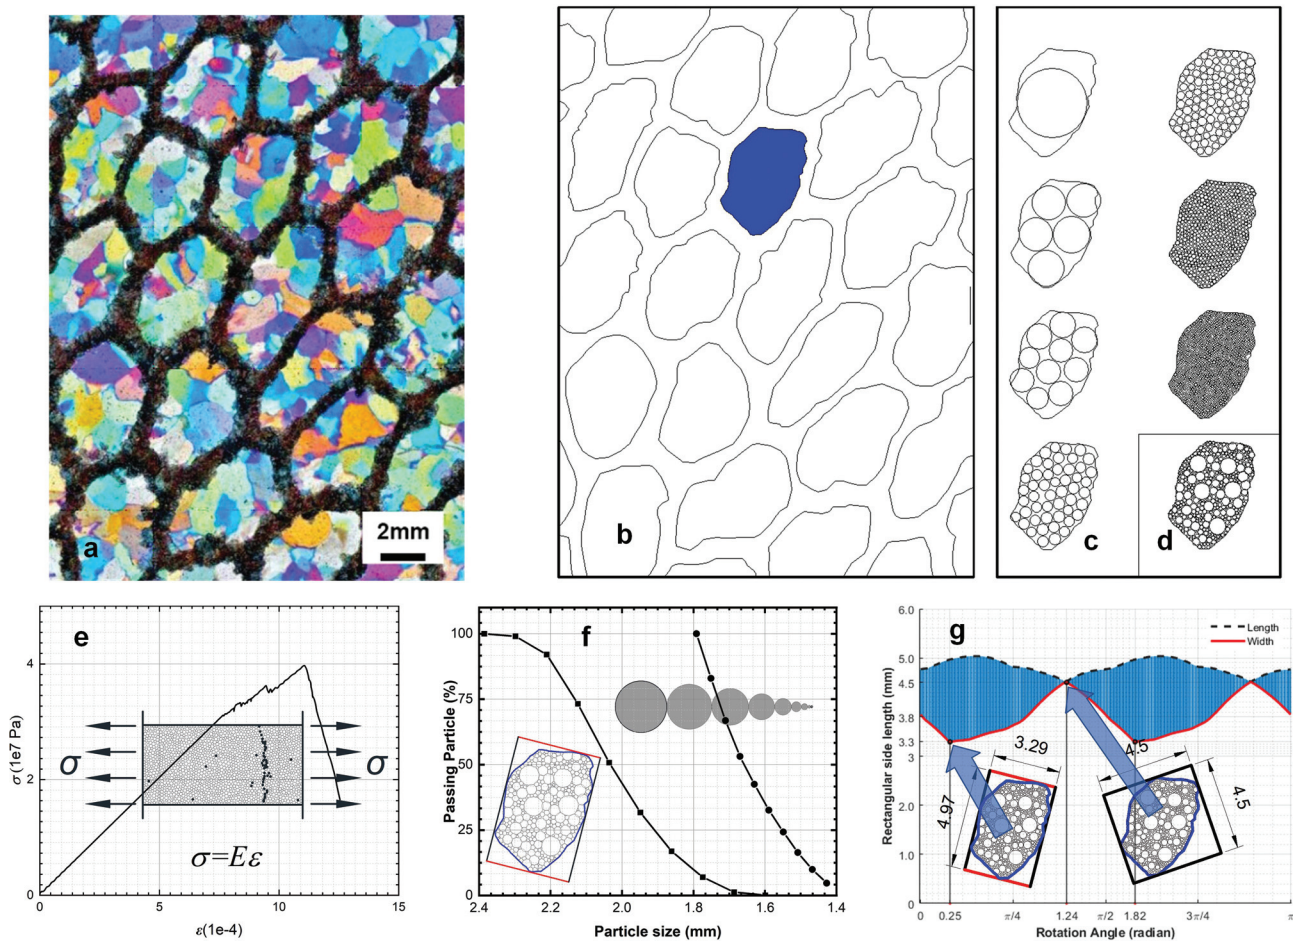 a
2mm
b
c
d
e
σ(1e7 Pa)
4
2
0
σ
σ
σ=Eε
0
5
10
15
ε(1e-4)
f
Passing Particle (%)
100
75
50
25
0
2.4
2.2
2.0
1.8
1.6
1.4
Particle size (mm)
g
Length
Width
Rectangular side length (mm)
6.0
5.0
4.5
3.8
3.3
3
2.0
1.0
0
3.29
4.97
4.5
4.5
0
0.25
π/4
1.24
π/2
1.82
3π/4
π
Rotation Angle (radian)